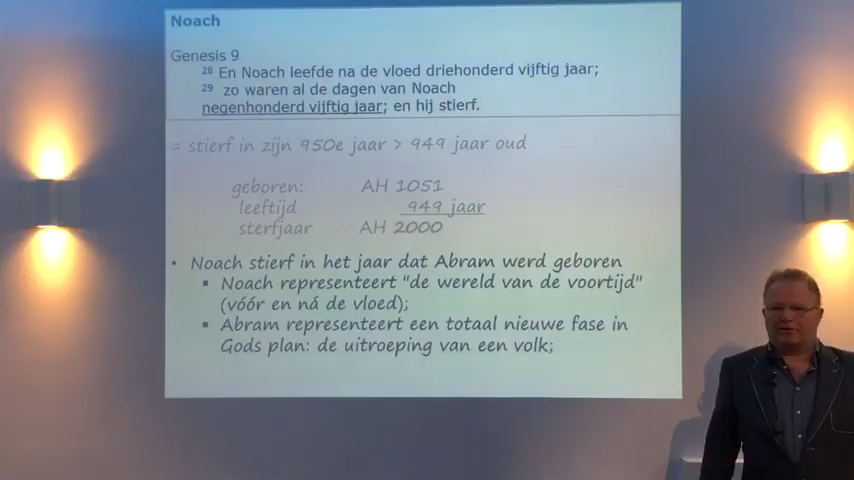 Noach
Genesis 9
28 En Noach leefde na de vloed driehonderd vijftig jaar;
29 zo waren al de dagen van Noach
negenhonderd vijftig jaar; en hij stierf.
= stierf in zijn 950e jaar > 949 jaar oud
geboren: AH 1051
leeftijd 949 jaar
sterfjaar AH 2000
• Noach stierf in het jaar dat Abram werd geboren
▪ Noach representeert "de wereld van de voortijd"
(vóór en ná de vloed);
▪ Abram representeert een totaal nieuwe fase in
Gods plan: de uitroeping van een volk;